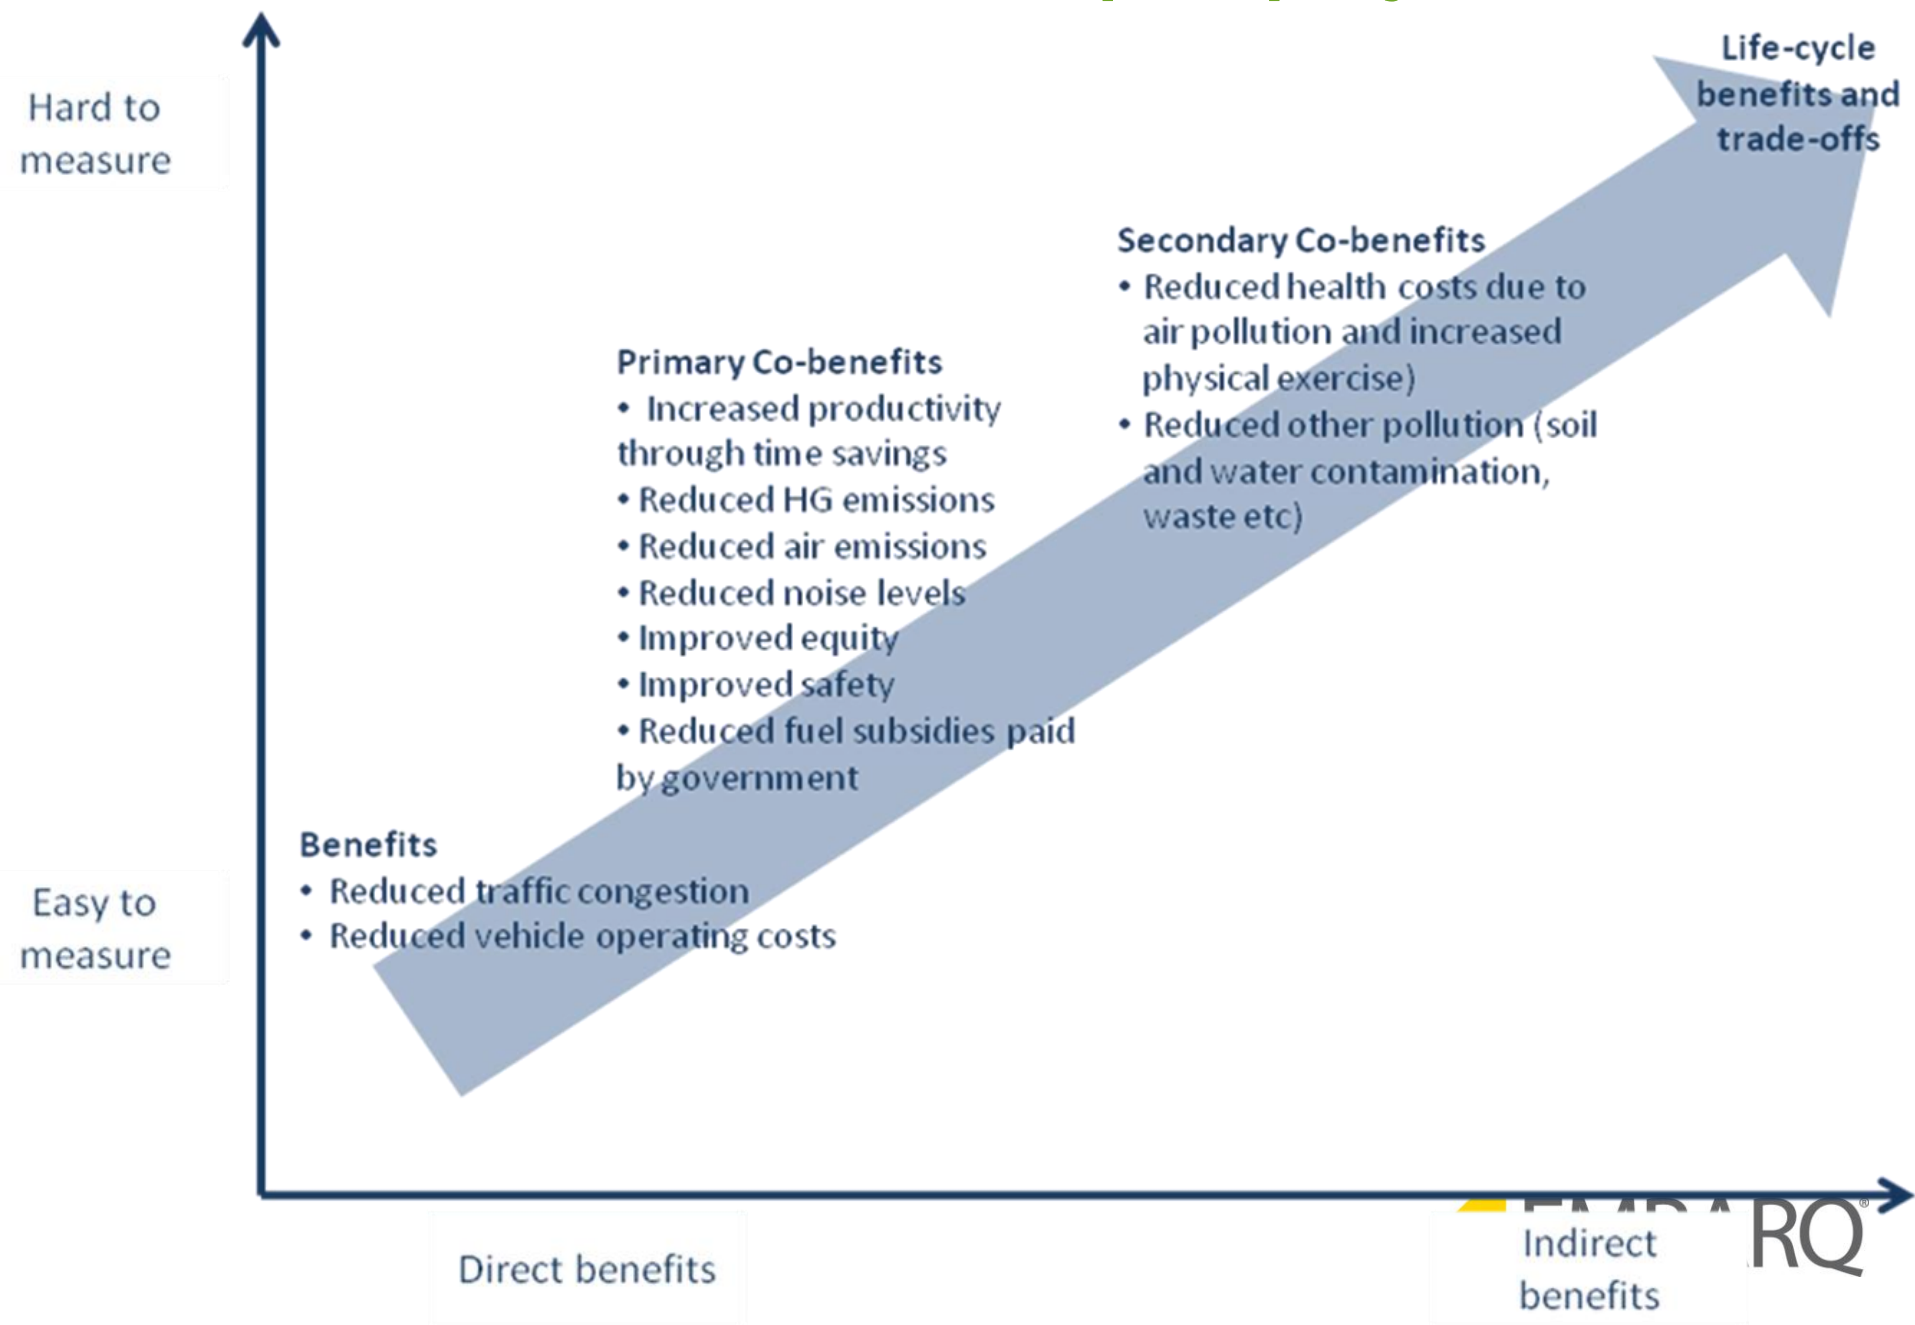 Hard to
measure
Life-cycle
benefits and
trade-offs
Secondary Co-benefits
• Reduced health costs due to
air pollution and increased
physical exercise)
• Reduced other pollution (soil
and water contamination,
waste etc)
Primary Co-benefits
• Increased productivity
through time savings
• Reduced HG emissions
• Reduced air emissions
• Reduced noise levels
• Improved equity
• Improved safety
• Reduced fuel subsidies paid
by government
Benefits
• Reduced traffic congestion
• Reduced vehicle operating costs
Easy to
measure
Direct benefits
Indirect
benefits
EMBARQ®